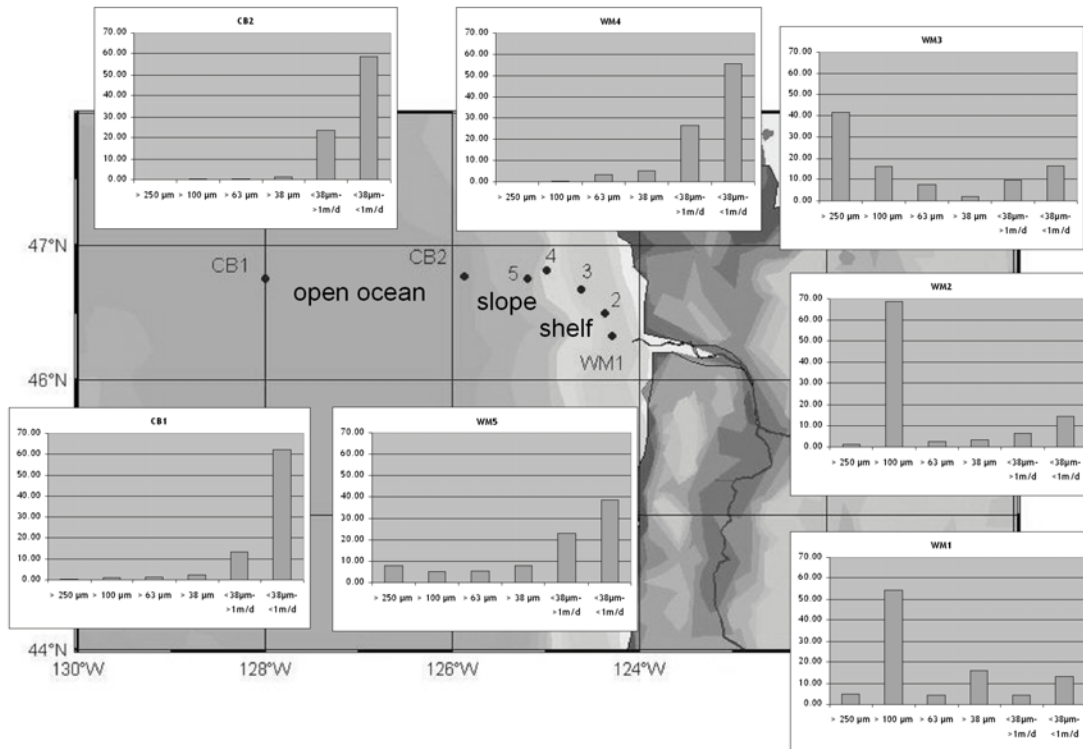 CB2
70.00
60.00
50.00
40.00
30.00
20.00
10.00
0.00
> 250 µm > 100 µm > 63 µm > 38 µm <38µm- <38µm-
>1m/d <1m/d
WM4
70.00
60.00
50.00
40.00
30.00
20.00
10.00
0.00
> 250 µm > 100 µm > 63 µm > 38 µm <38µm- <38µm-
>1m/d <1m/d
WM3
70.00
60.00
50.00
40.00
30.00
20.00
10.00
0.00
> 250 µm > 100 µm > 63 µm > 38 µm <38µm- <38µm-
>1m/d <1m/d
47°N
CB1
CB2
5
4
3
2
open ocean
slope
shelf
WM1
46°N
WM2
70.00
60.00
50.00
40.00
30.00
20.00
10.00
0.00
> 250 µm > 100 µm > 63 µm > 38 µm <38µm- <38µm-
>1m/d <1m/d
CB1
70.00
60.00
50.00
40.00
30.00
20.00
10.00
0.00
> 250 µm > 100 µm > 63 µm > 38 µm <38µm- <38µm-
>1m/d <1m/d
WM5
70.00
60.00
50.00
40.00
30.00
20.00
10.00
0.00
> 250 µm > 100 µm > 63 µm > 38 µm <38µm- <38µm-
>1m/d <1m/d
WM1
70.00
60.00
50.00
40.00
30.00
20.00
10.00
0.00
> 250 µm > 100 µm > 63 µm > 38 µm <38µm- <38µm-
>1m/d <1m/d
44°N
130°W 128°W 126°W 124°W